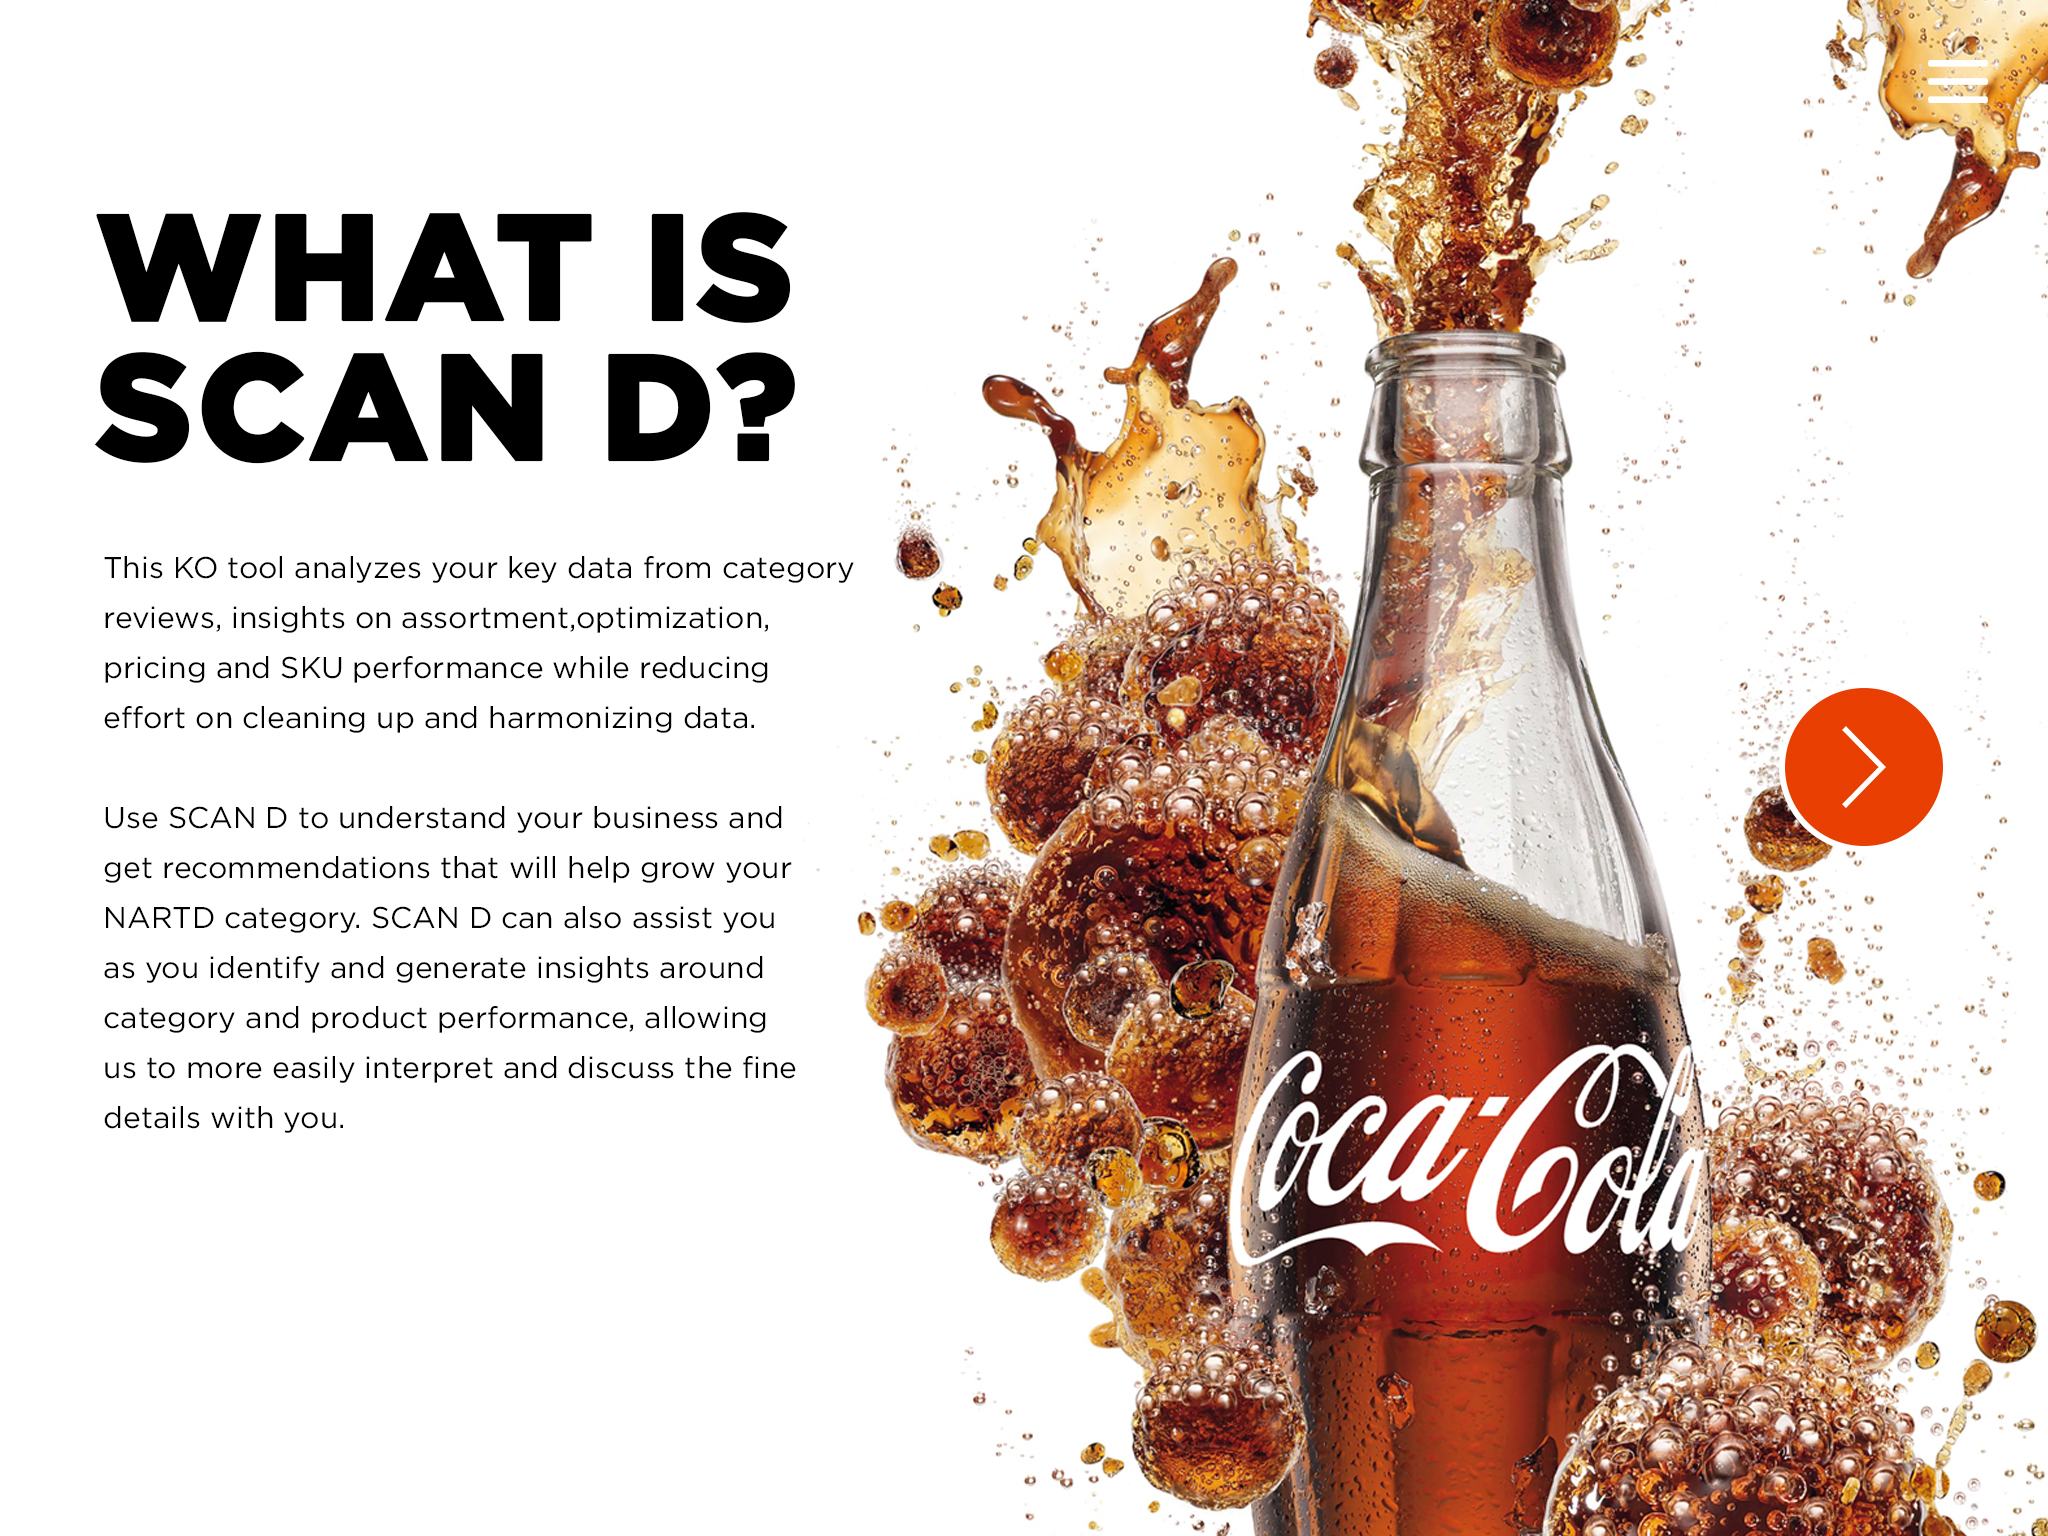 WHAT IS
SCAN D?
This KO tool analyzes your key data from category
reviews, insights on assortment,optimization,
pricing and SKU performance while reducing
effort on cleaning up and harmonizing data.
Use SCAN D to understand your business and
get recommendations that will help grow your
NARTD category. SCAN D can also assist you
as you identify and generate insights around
category and product performance, allowing
us to more easily interpret and discuss the fine
details with you.
Coca-Cola